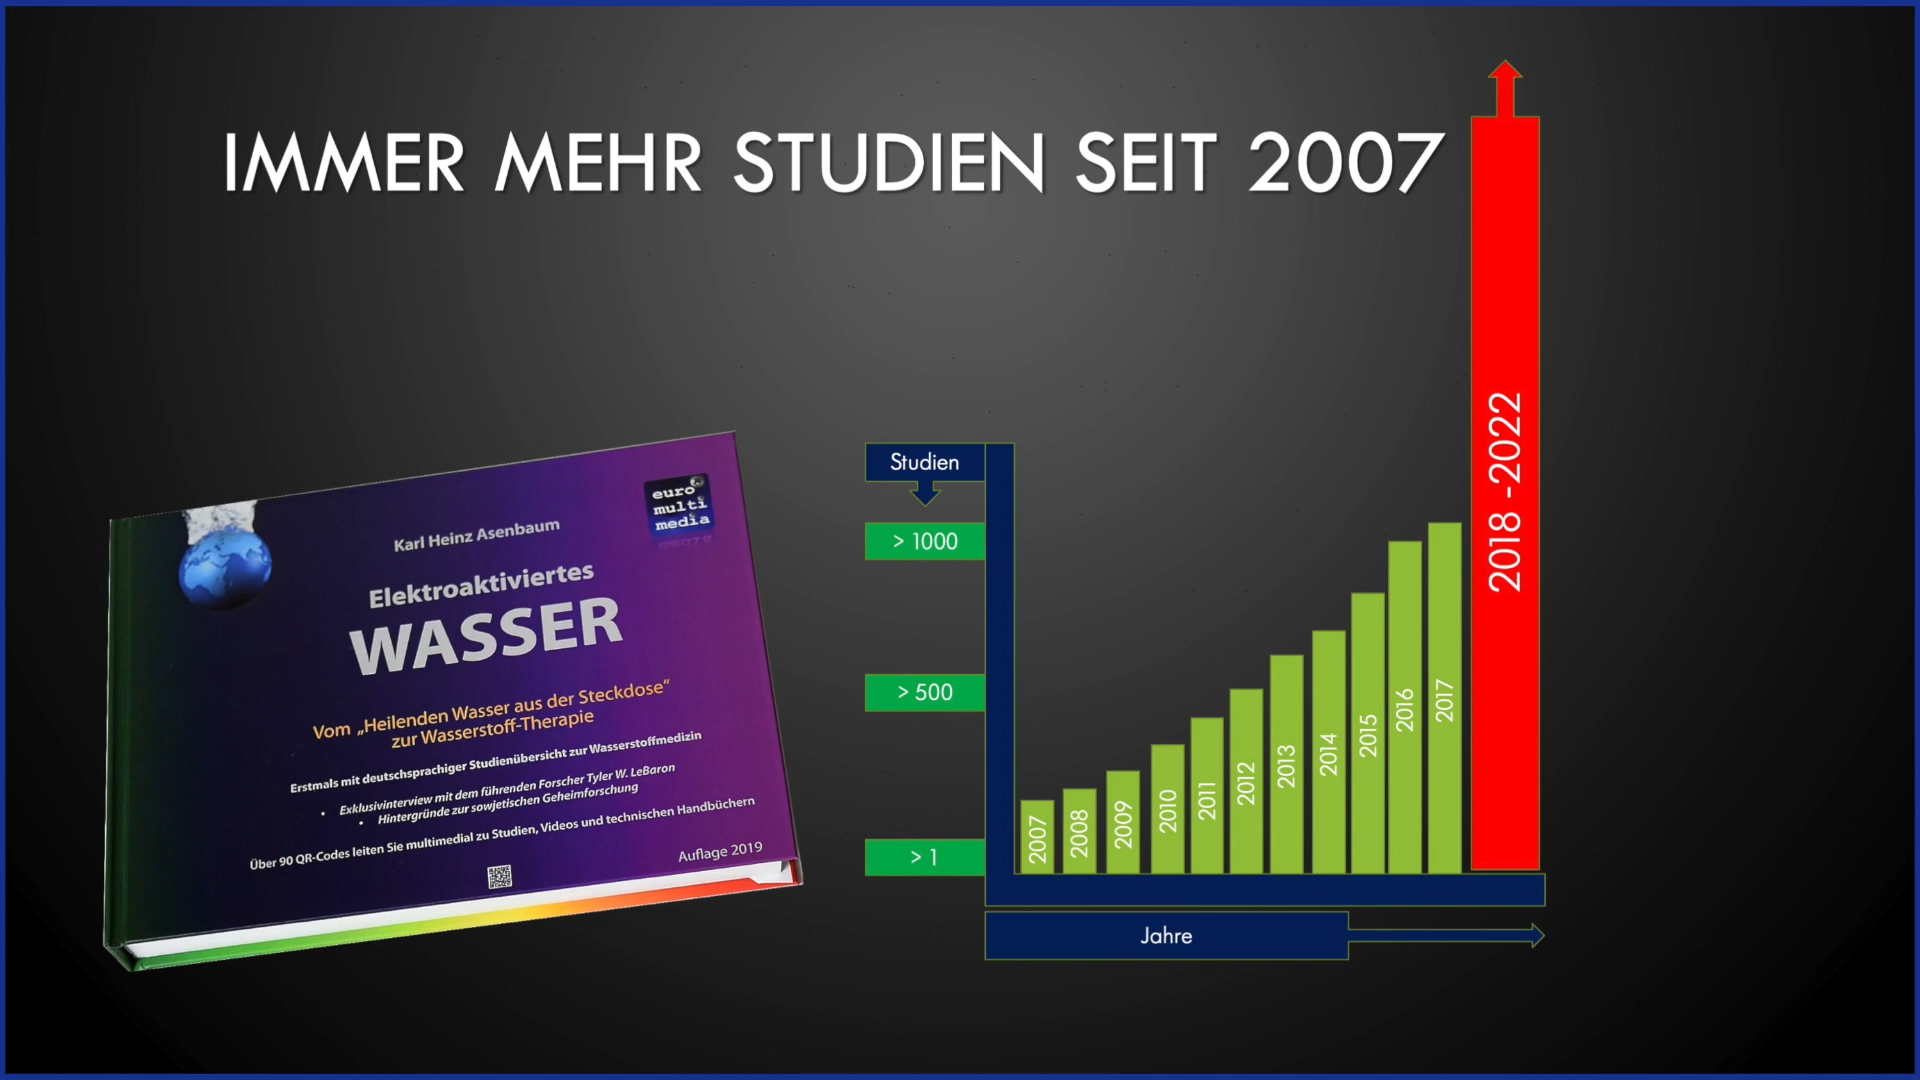 IMMER MEHR STUDIEN SEIT 2007
euro
multi
media
Karl Heinz Asenbaum
Elektroaktiviertes
WASSER
Vom „Heilenden Wasser aus der Steckdose“
zur Wasserstoff-Therapie
Erstmals mit deutschsprachiger Studienübersicht zur Wasserstoffmedizin
• Exklusivinterview mit dem führenden Forscher Tyler W. LeBaron
• Hintergründe zur sowjetischen Geheimforschung
Über 90 QR-Codes leiten Sie multimedial zu Studien, Videos und technischen Handbüchern
Auflage 2019
Studien
> 1000
> 500
> 1
2007
2008
2009
2010
2011
2012
2013
2014
2015
2016
2017
2018 -2022
Jahre